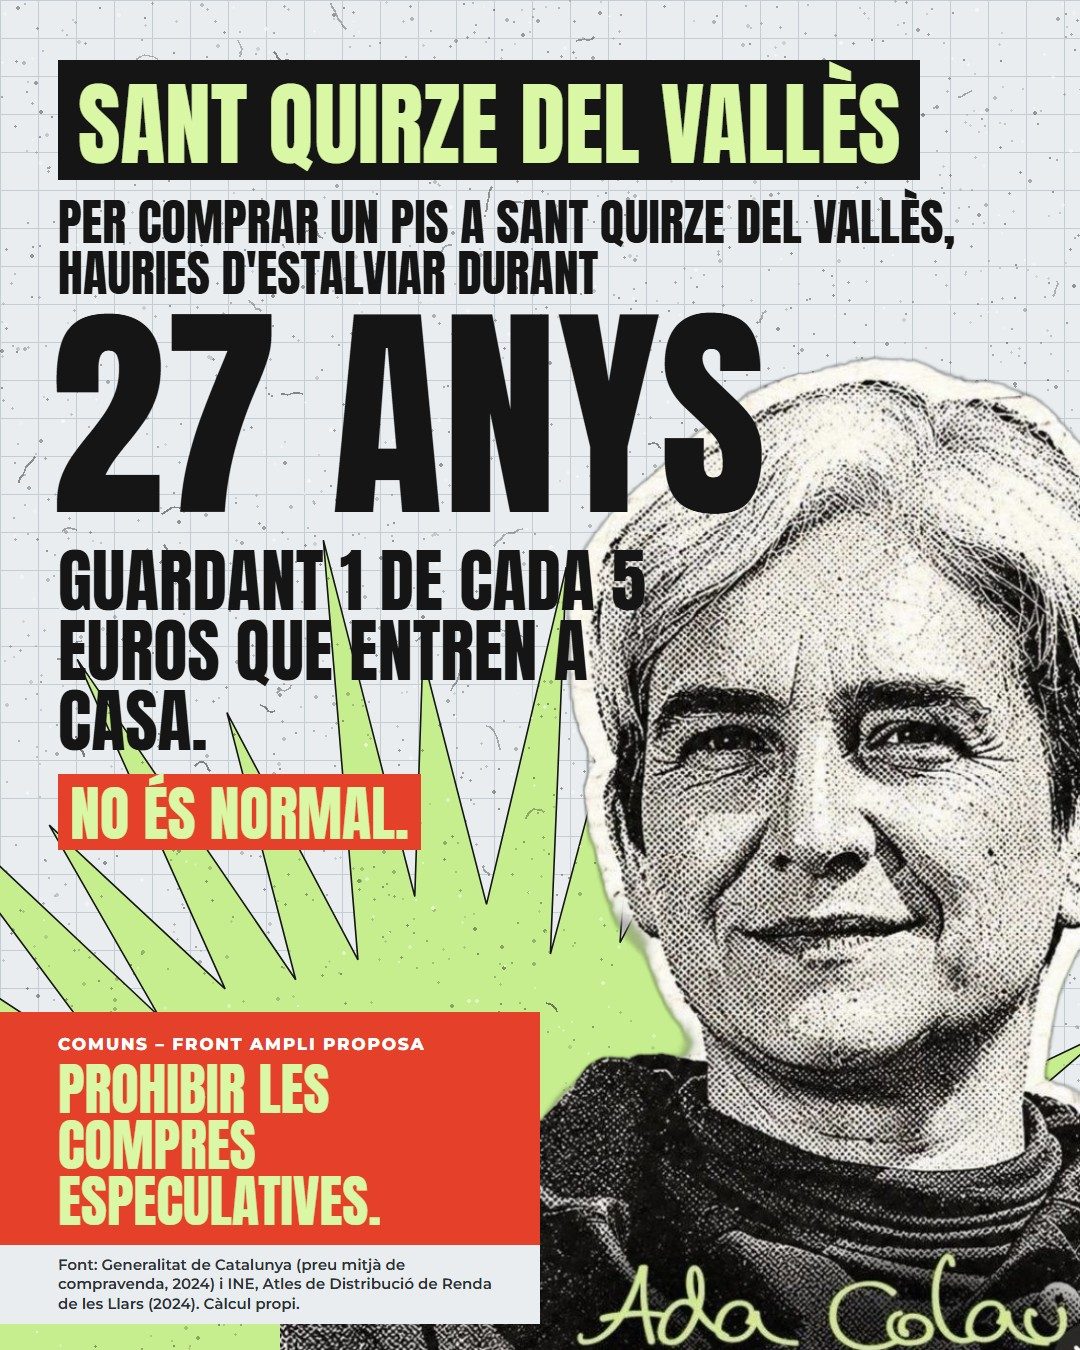 SANT QUIRZE DEL VALLÈS
PER COMPRAR UN PIS A SANT QUIRZE DEL VALLÈS,
HAURIES D'ESTALVIAR DURANT
27 ANYS
GUARDANT 1 DE CADA 5
EUROS QUE ENTREN A
CASA.
NO ÉS NORMAL.
COMUNS – FRONT AMPLI PROPOSA
PROHIBIR LES
COMPRES
ESPECULATIVES.
Font: Generalitat de Catalunya (preu mitjà de
compravenda, 2024) i INE, Atles de Distribució de Renda
de les Llars (2024). Càlcul propi.
Ada Colau